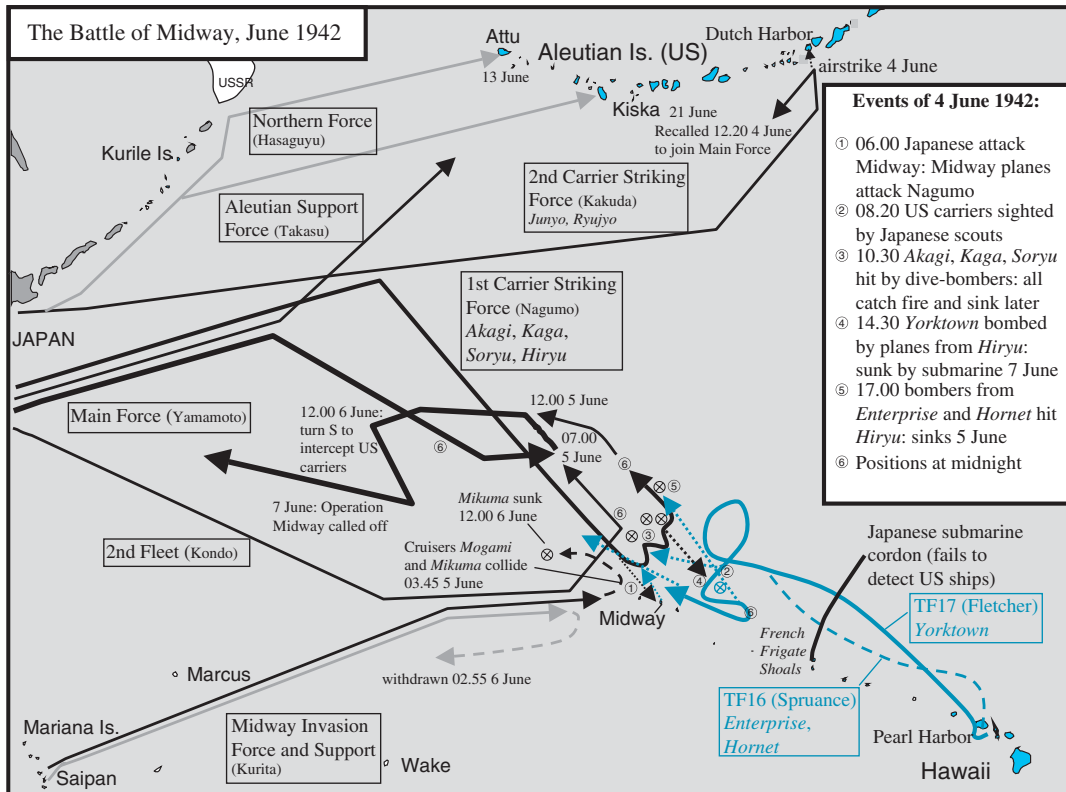 The Battle of Midway, June 1942
Attu
13 June
Aleutian Is. (US)
Dutch Harbor
airstrike 4 June
USSR
Kiska
21 June
Recalled 12.20 4 June
to join Main Force
Northern Force
(Hasaguyu)
Kurile Is.
Aleutian Support
Force (Takasu)
2nd Carrier Striking
Force (Kakuda)
Junyo, Ryujyo
Events of 4 June 1942:
① 06.00 Japanese attack
Midway: Midway planes
attack Nagumo
② 08.20 US carriers sighted
by Japanese scouts
③ 10.30 Akagi, Kaga, Soryu
hit by dive-bombers: all
catch fire and sink later
④ 14.30 Yorktown bombed
by planes from Hiryu:
sunk by submarine 7 June
⑤ 17.00 bombers from
Enterprise and Hornet hit
Hiryu: sinks 5 June
⑥ Positions at midnight
1st Carrier Striking
Force (Nagumo)
Akagi, Kaga,
Soryu, Hiryu
JAPAN
Main Force (Yamamoto)
12.00 6 June:
turn S to
intercept US
carriers
12.00 5 June
07.00
5 June
⑥
⑥
⑤
⑥
③
7 June: Operation
Midway called off
Mikuma sunk
12.00 6 June
2nd Fleet (Kondo)
Cruisers Mogami
and Mikuma collide
03.45 5 June
①
④
②
⑥
Midway
Japanese submarine
cordon (fails to
detect US ships)
TF17 (Fletcher)
Yorktown
French
Frigate
Shoals
Marcus
withdrawn 02.55 6 June
TF16 (Spruance)
Enterprise,
Hornet
Mariana Is.
Midway Invasion
Force and Support
(Kurita)
Wake
Saipan
Pearl Harbor
Hawaii